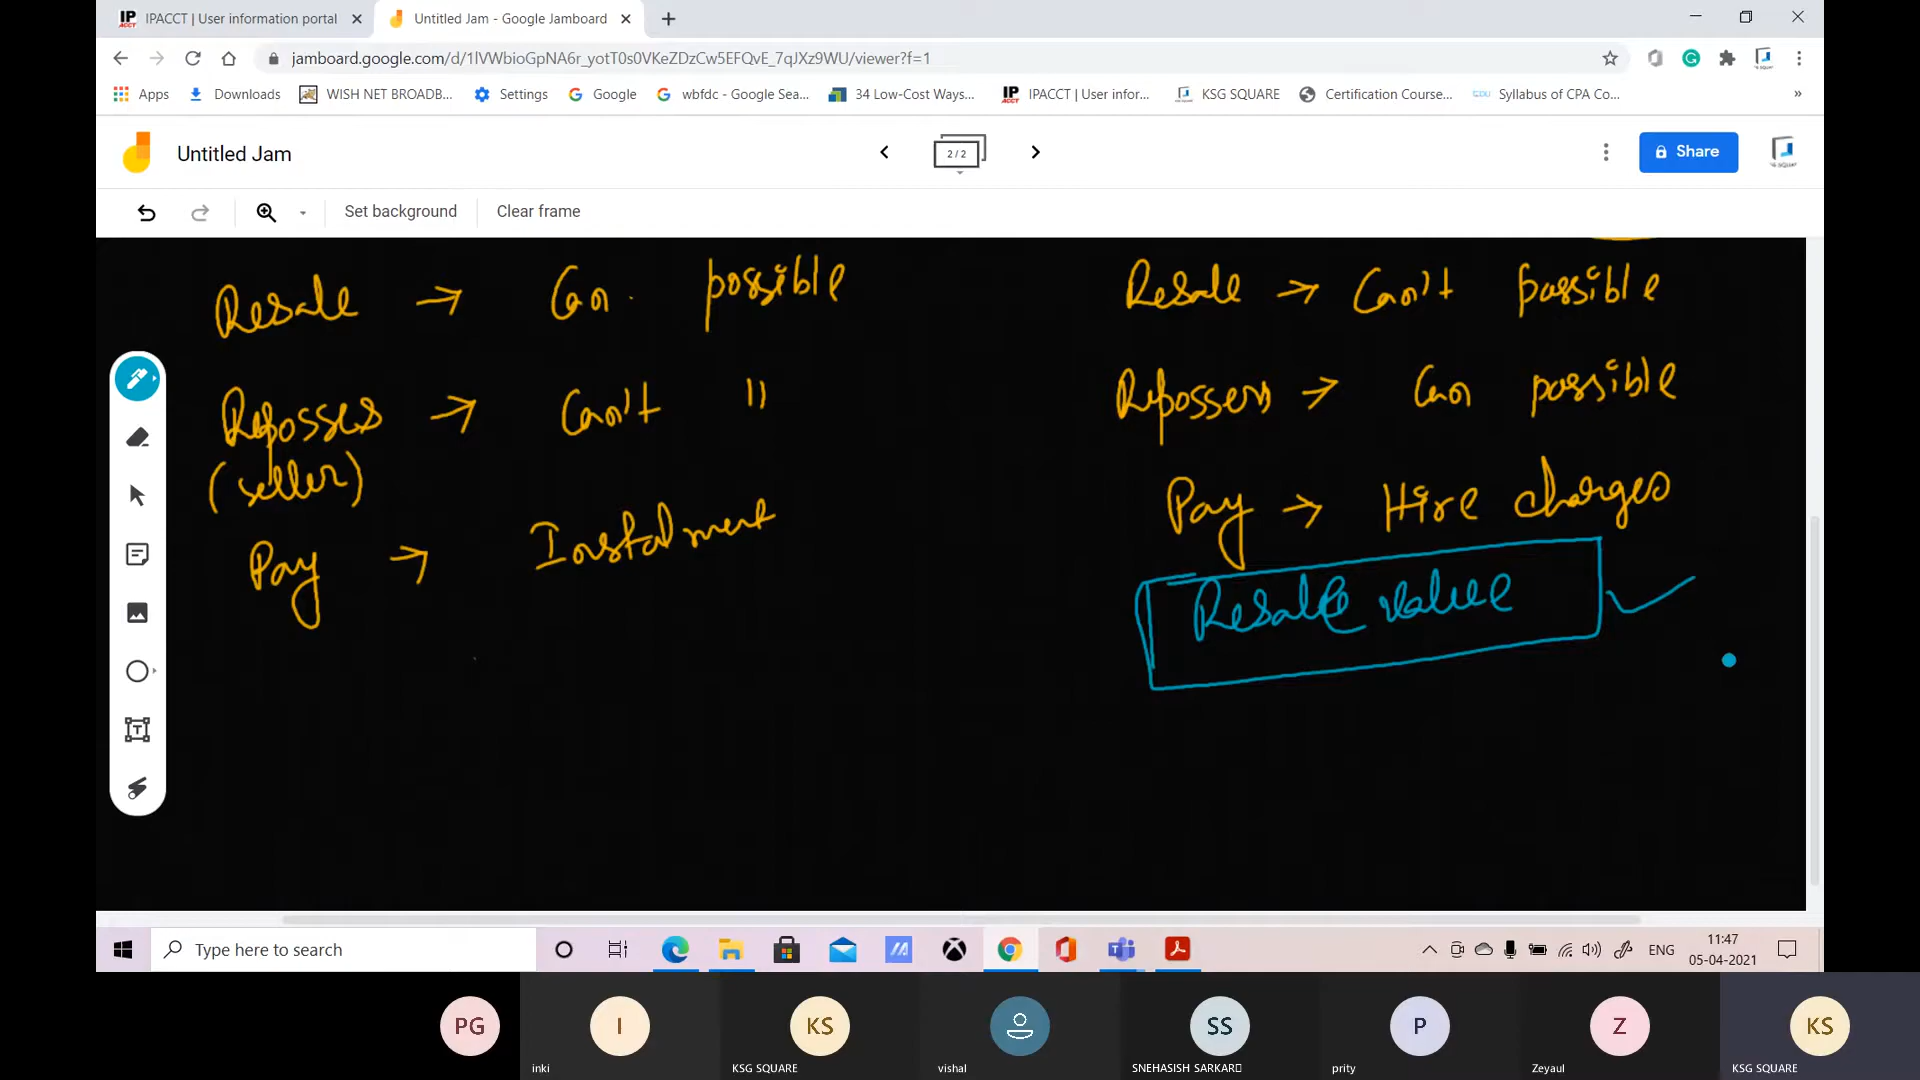 IPACCT | User information portal
Untitled Jam - Google Jamboard
jamboard.google.com/d/1lVWbioGpNA6r_yotT0s0VKeZDzCw5EFQvE_7qJXz9WU/viewer?f=1
Apps Downloads WISH NET BROADB... Settings Google wbfdc - Google Sea... 34 Low-Cost Ways... IPACCT | User infor... KSG SQUARE Certification Course... Syllabus of CPA Co... »
Untitled Jam
2 / 2
Share
Set background Clear frame
Resale → Can possible
Reposses → Can't "
(seller)
Pay → Instalment
Resale → Can't possible
Repossess → Can possible
Pay → Hire charges
Resale value
Type here to search
ENG
11:47
05-04-2021
PG I KS SS P Z KS
inki KSG SQUARE vishal SNEHASISH SARKAR prity Zeyaul KSG SQUARE